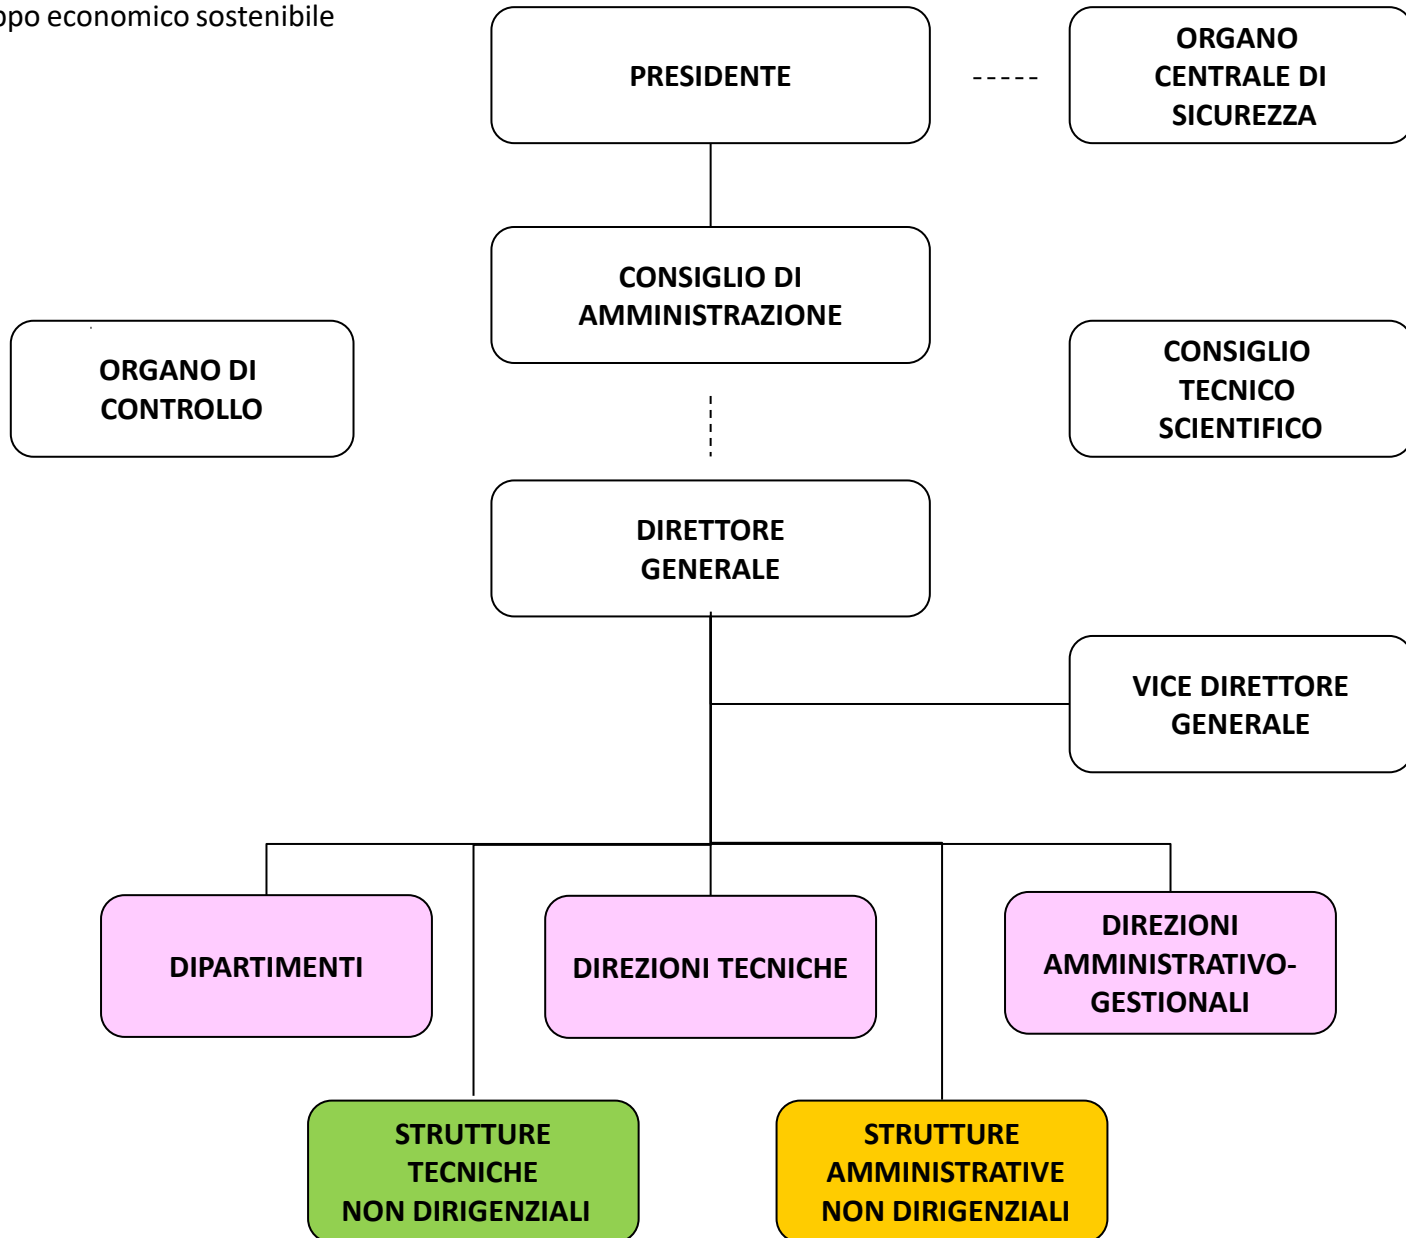 ppo economico sostenibile
PRESIDENTE
ORGANO
CENTRALE DI
SICUREZZA
CONSIGLIO DI
AMMINISTRAZIONE
ORGANO DI
CONTROLLO
CONSIGLIO
TECNICO
SCIENTIFICO
DIRETTORE
GENERALE
VICE DIRETTORE
GENERALE
DIPARTIMENTI
DIREZIONI TECNICHE
DIREZIONI
AMMINISTRATIVO-
GESTIONALI
STRUTTURE
TECNICHE
NON DIRIGENZIALI
STRUTTURE
AMMINISTRATIVE
NON DIRIGENZIALI